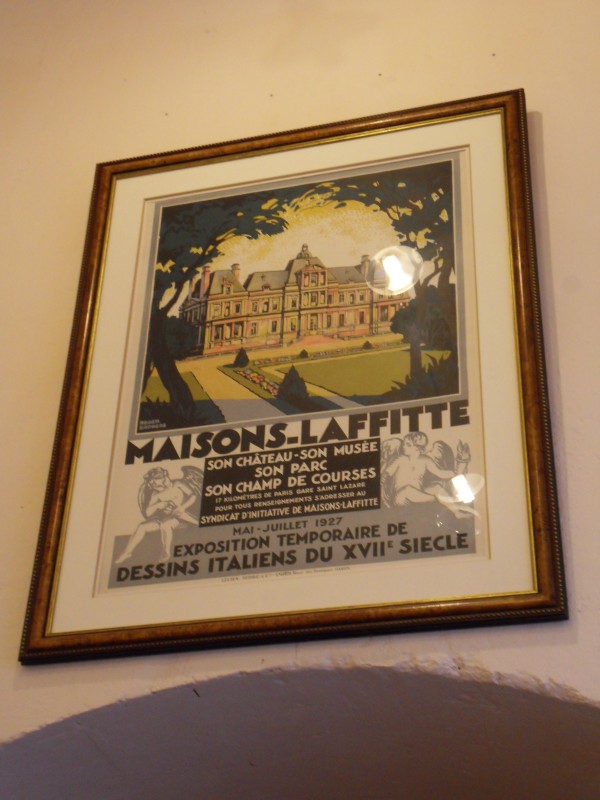 ROGER
MAISONS-LAFFITTE
SON CHÂTEAU-SON MUSÉE
SON PARC
SON CHAMP DE COURSES
17 KILOMÈTRES DE PARIS GARE SAINT LAZARE
POUR TOUS RENSEIGNEMENTS S'ADRESSER AU
SYNDICAT D'INITIATIVE DE MAISONS-LAFFITTE
MAI-JUILLET 1927
EXPOSITION TEMPORAIRE DE
DESSINS ITALIENS DU XVIIE SIECLE